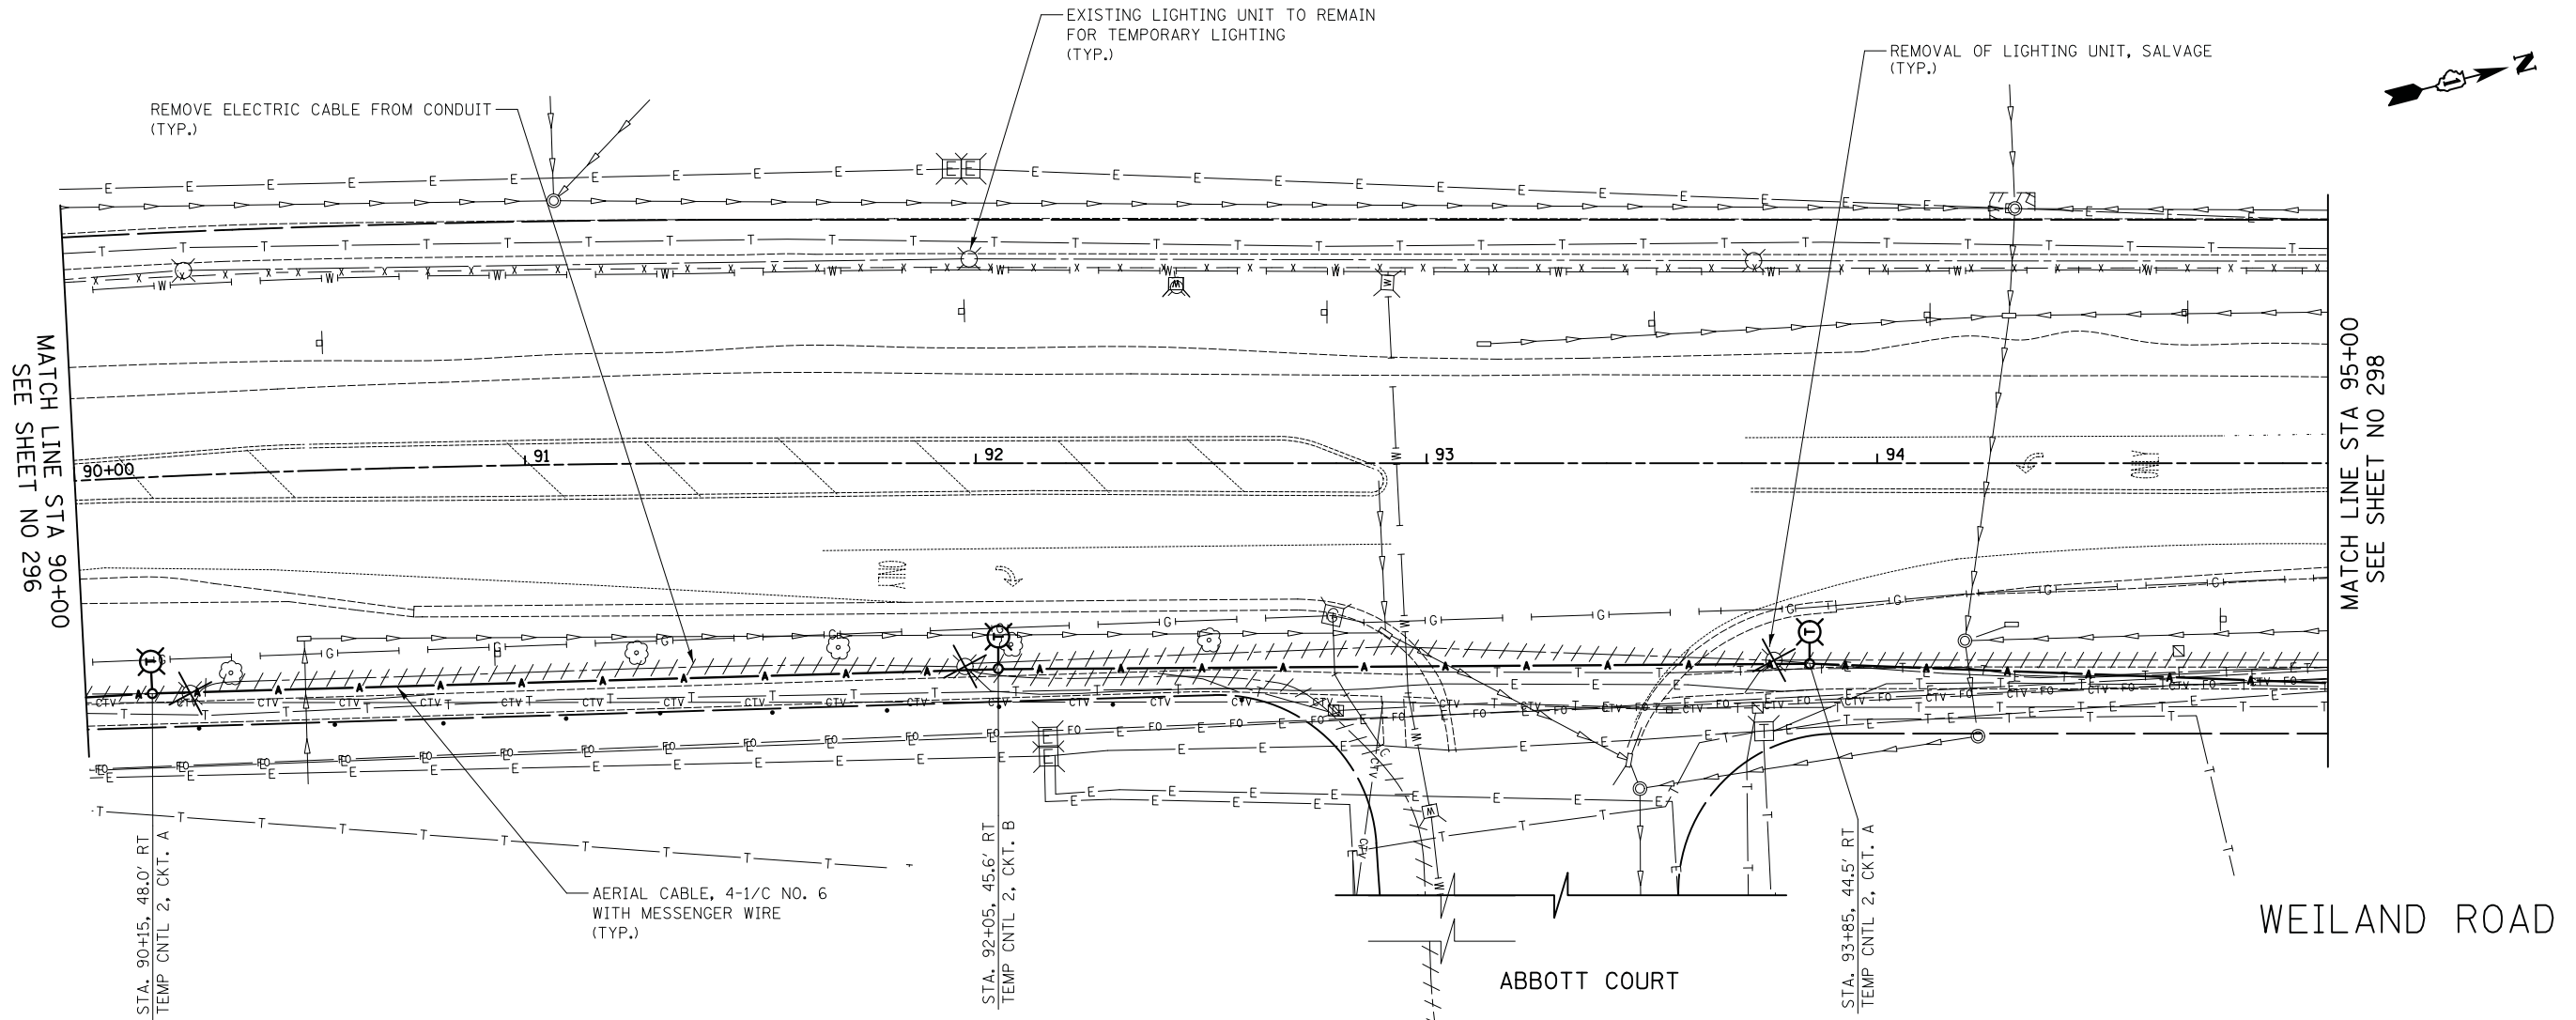 EXISTING LIGHTING UNIT TO REMAIN
FOR TEMPORARY LIGHTING
(TYP.)
REMOVAL OF LIGHTING UNIT, SALVAGE
(TYP.)
N
REMOVE ELECTRIC CABLE FROM CONDUIT
(TYP.)
MATCH LINE STA 90+00
SEE SHEET NO 296
90+00
91
92
93
94
MATCH LINE STA 95+00
SEE SHEET NO 298
STA. 90+15, 48.0' RT
TEMP CNTL 2, CKT. A
AERIAL CABLE, 4-1/C NO. 6
WITH MESSENGER WIRE
(TYP.)
STA. 92+05, 45.6' RT
TEMP CNTL 2, CKT. B
STA. 93+85, 44.5' RT
TEMP CNTL 2, CKT. A
WEILAND ROAD
ABBOTT COURT